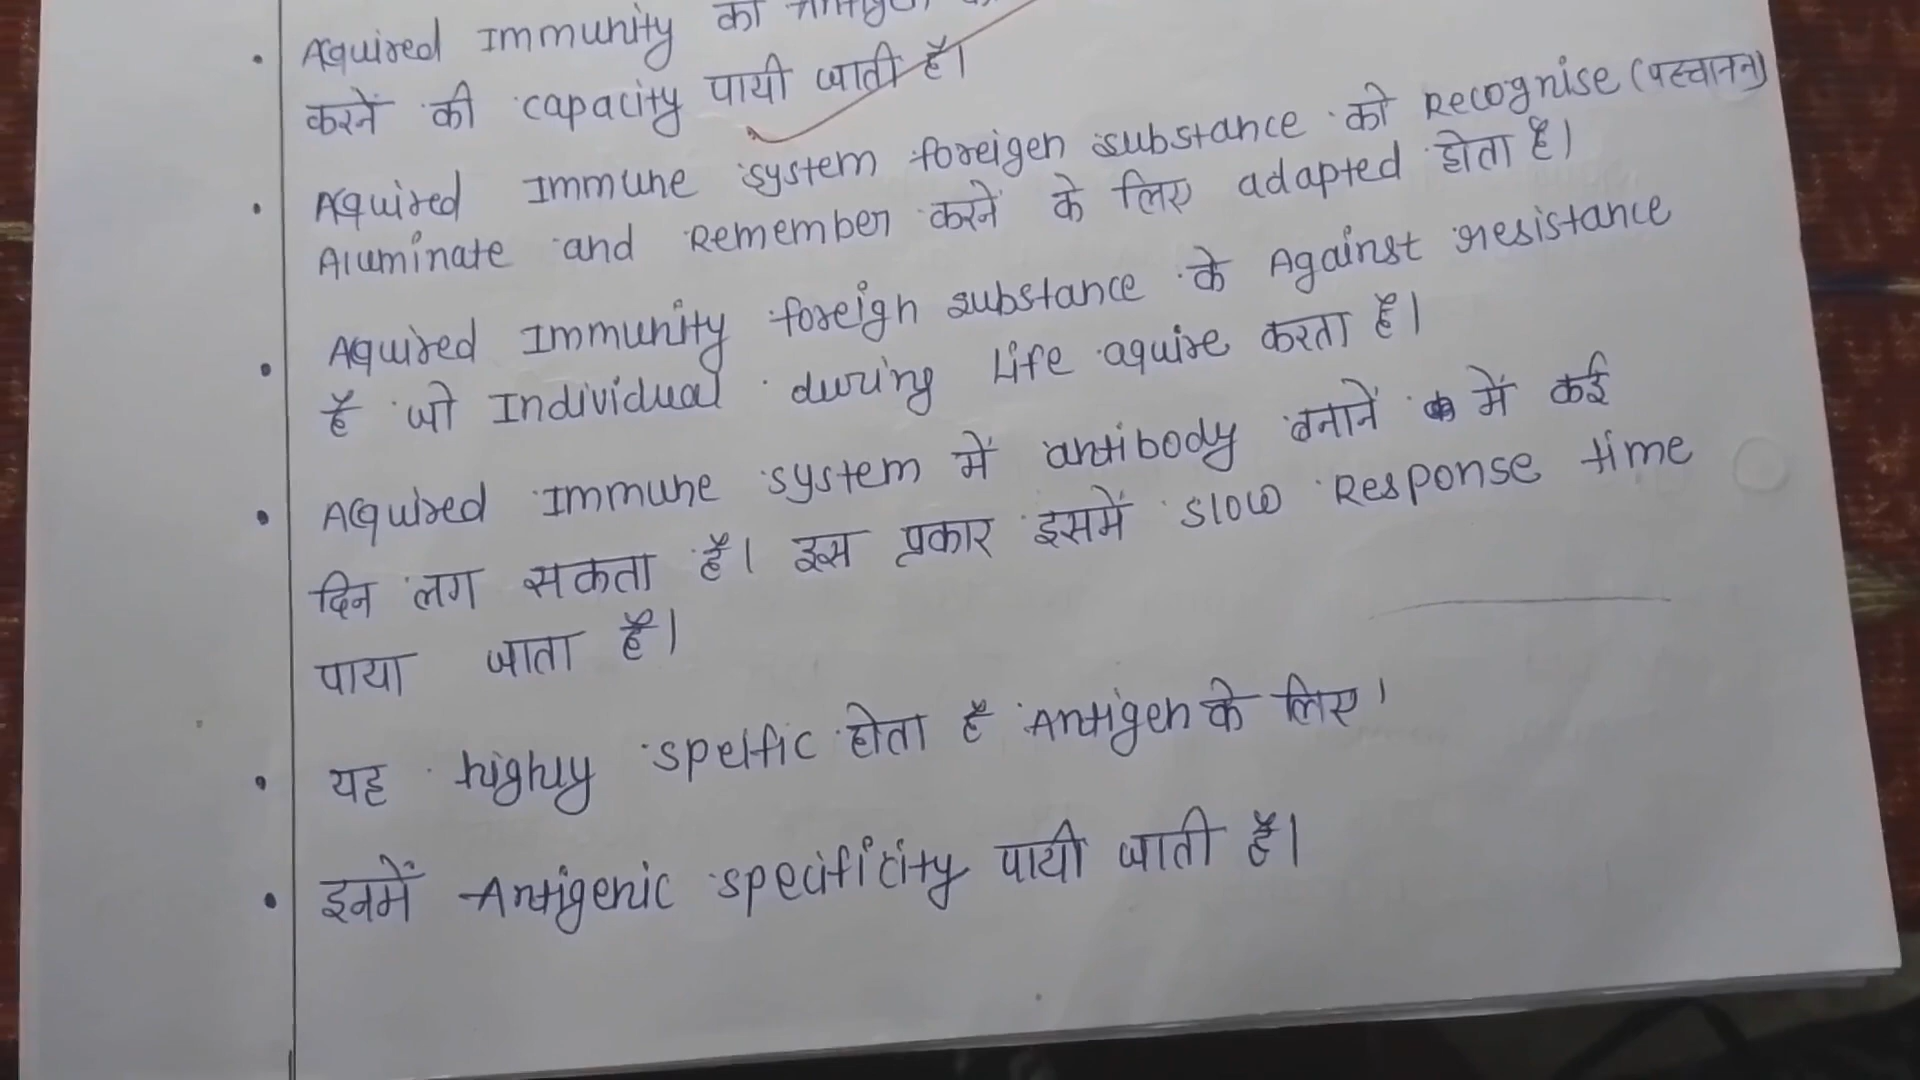 • Aquired Immunity को
करनें की capacity पायी जाती है।
• Aquired Immune system foreigen substance को Recognise (पहचानन)
Aluminate and Remember करनें के लिए adapted होता है।
• Aquired Immunity foreign substance के Against resistance
है जो Individual during Life aquire करता है।
• Aquired Immune system में antibody बनानें में कई
दिन लग सकता है। इस प्रकार इसमें slow Response time
पाया जाता है।
• यह highly spelfic होता है Antigen के लिए।
• इनमें Antigenic specificity पायी जाती है।